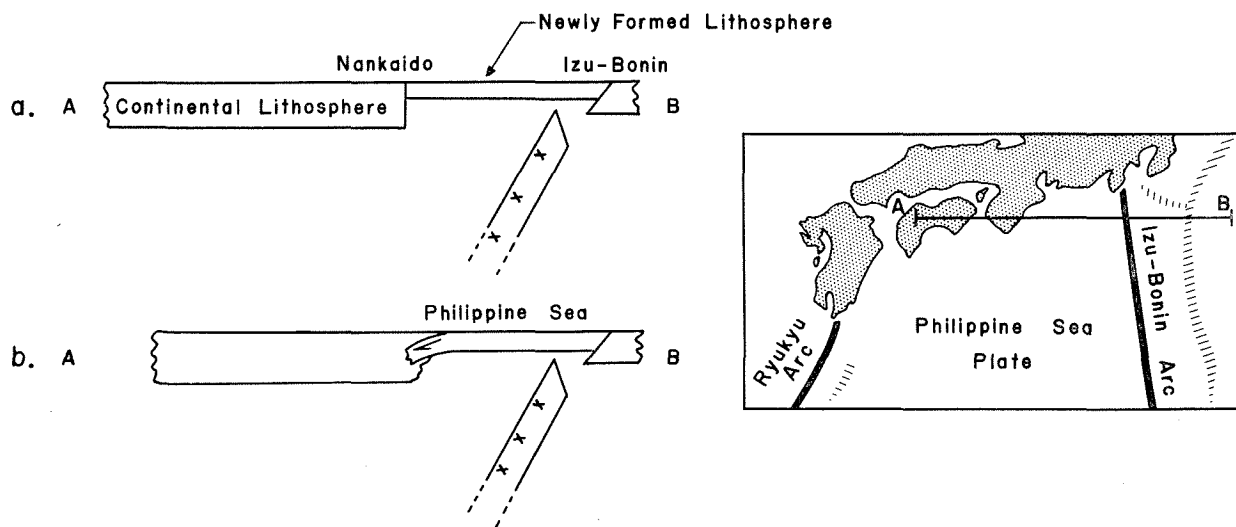 Newly Formed Lithosphere
Nankaido
Izu-Bonin
a.
A
Continental Lithosphere
B
Philippine Sea
b.
A
B
A
B
Izu-Bonin Arc
Philippine Sea
Plate
Ryukyu
Arc